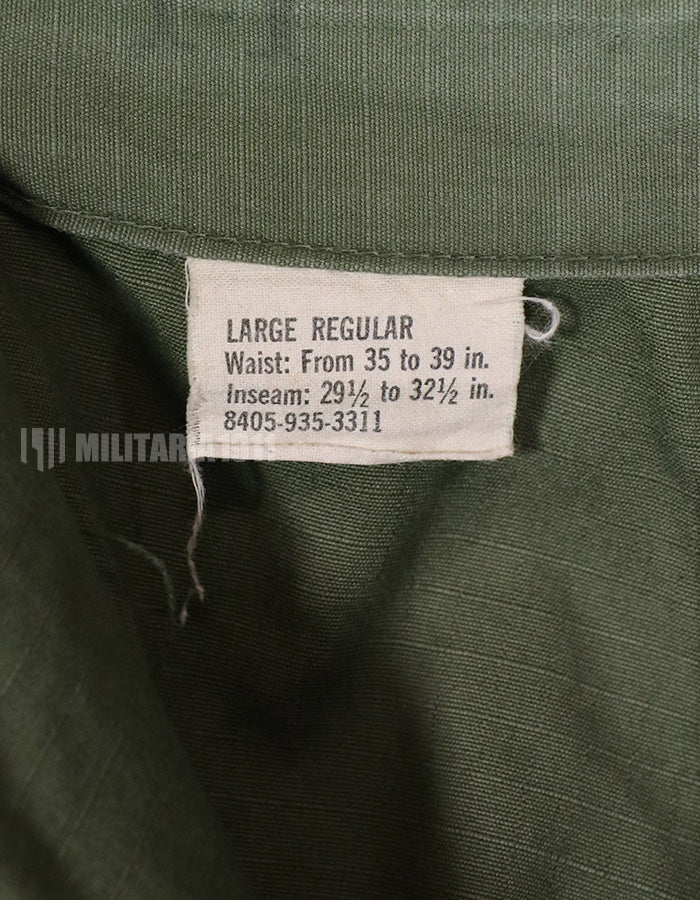 LARGE REGULAR
Waist: From 35 to 39 in.
Inseam: 29½ to 32½ in.
8405-935-3311